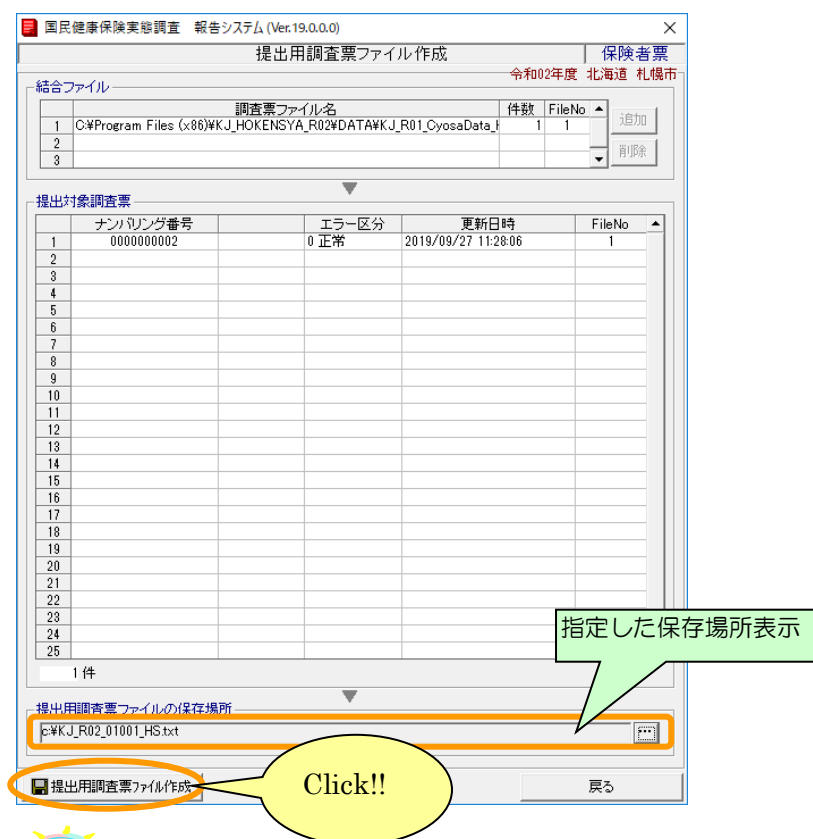 国民健康保険実態調査 報告システム (Ver.19.0.0.0)
提出用調査票ファイル作成 保険者票
令和02年度 北海道 札幌市
結合ファイル
調査票ファイル名 件数 FileNo
1 C:¥Program Files (x86)¥KJ_HOKENSYA_R02¥DATA¥KJ_R01_CyosaData_H 1 1
2
3
追加
削除
提出対象調査票
ナンバリング番号 エラー区分 更新日時 FileNo
1 0000000002 0 正常 2019/09/27 11:28:06 1
2
3
4
5
6
7
8
9
10
11
12
13
14
15
16
17
18
19
20
21
22
23
24
25
1 件
指定した保存場所表示
提出用調査票ファイルの保存場所
c:¥KJ_R02_01001_HS.txt
...
提出用調査票ファイル作成
Click!!
戻る